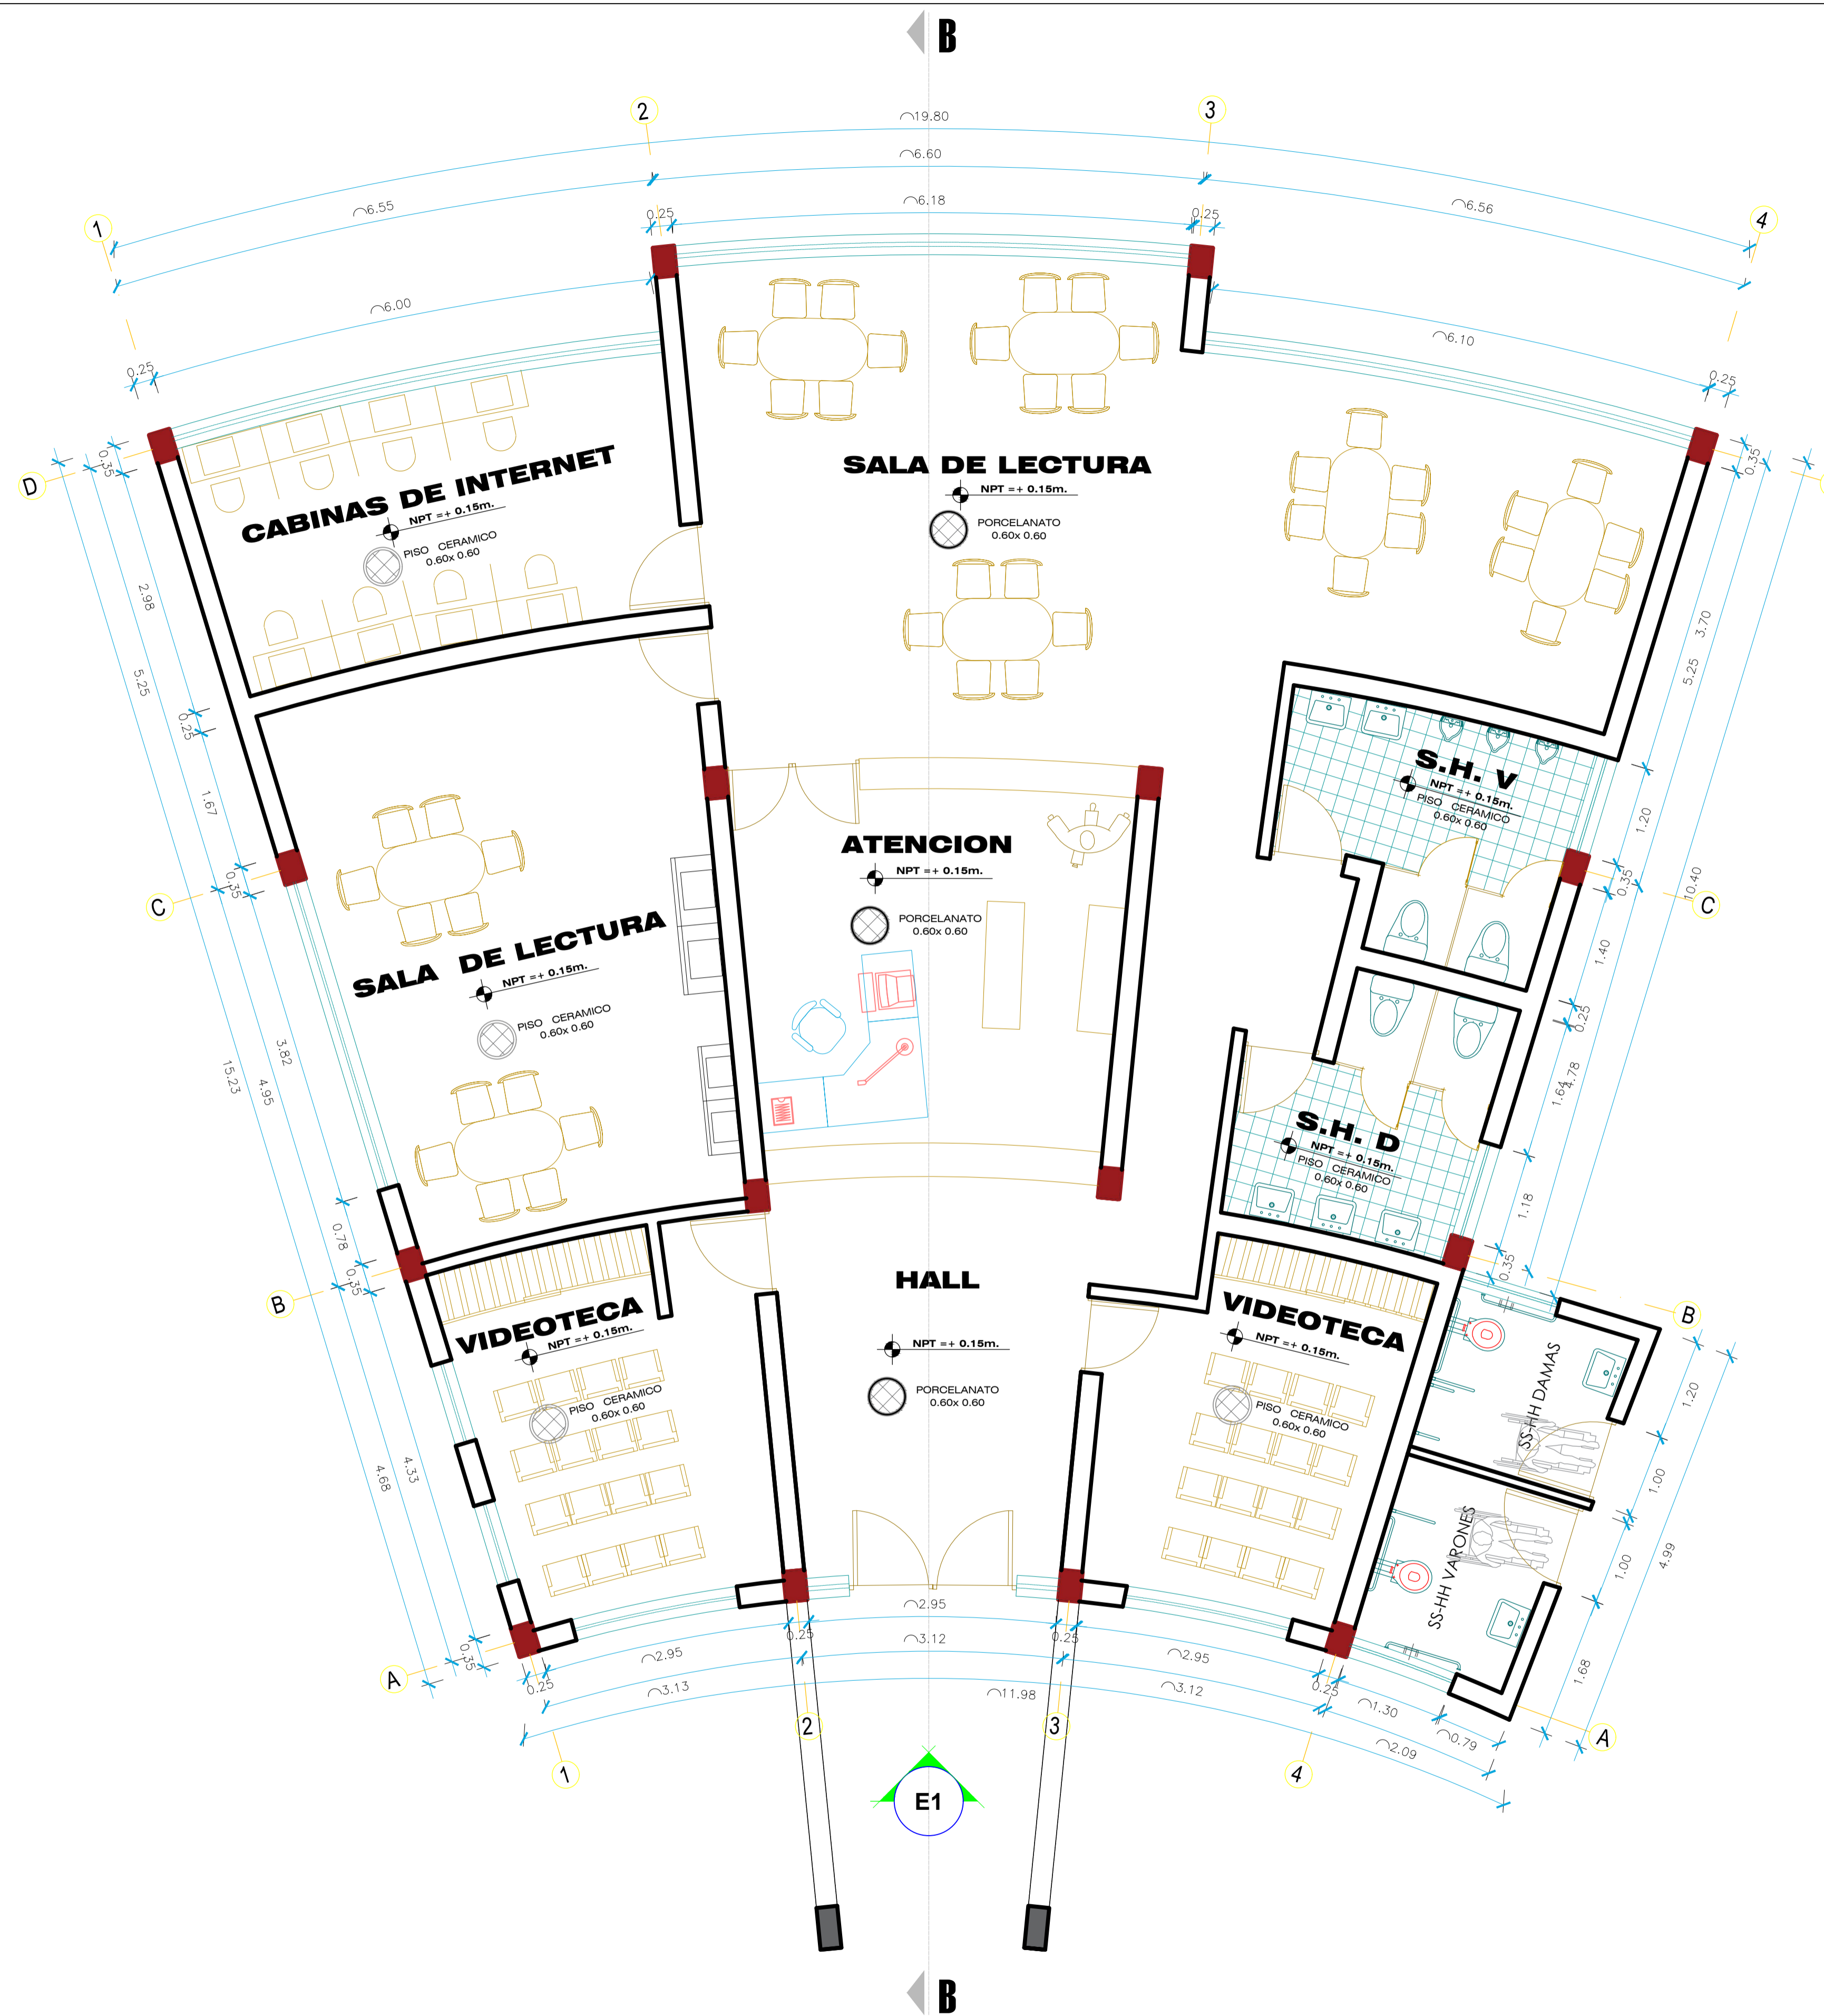 B
2
3
⌒19.80
⌒6.60
⌒6.55
⌒6.56
1
4
0.25
⌒6.18
0.25
⌒6.00
⌒6.10
0.25
0.25
D
0.35
0.35
CABINAS DE INTERNET
NPT =+ 0.15m.
PISO CERAMICO
0.60x 0.60
SALA DE LECTURA
NPT =+ 0.15m.
PORCELANATO
0.60x 0.60
2.98
5.25
0.25
1.67
3.70
5.25
10.40
S.H. V
NPT =+ 0.15m.
PISO CERAMICO
0.60x 0.60
1.20
ATENCION
NPT =+ 0.15m.
PORCELANATO
0.60x 0.60
C
0.35
0.35
C
SALA DE LECTURA
NPT =+ 0.15m.
PISO CERAMICO
0.60x 0.60
1.40
0.25
3.82
4.95
15.23
1.64
4.78
S.H. D
NPT =+ 0.15m.
PISO CERAMICO
0.60x 0.60
1.18
0.78
0.35
0.35
B
B
HALL
NPT =+ 0.15m.
PORCELANATO
0.60x 0.60
VIDEOTECA
NPT =+ 0.15m.
PISO CERAMICO
0.60x 0.60
VIDEOTECA
NPT =+ 0.15m.
PISO CERAMICO
0.60x 0.60
SS-HH DAMAS
1.20
1.00
SS-HH VARONES
1.00
4.99
1.68
4.33
4.68
0.35
A
0.25
⌒2.95
0.25
⌒2.95
0.25
⌒2.95
0.25
⌒3.13
⌒3.12
⌒3.12
⌒11.98
⌒1.30
⌒0.79
⌒2.09
A
1
2
3
4
E1
B